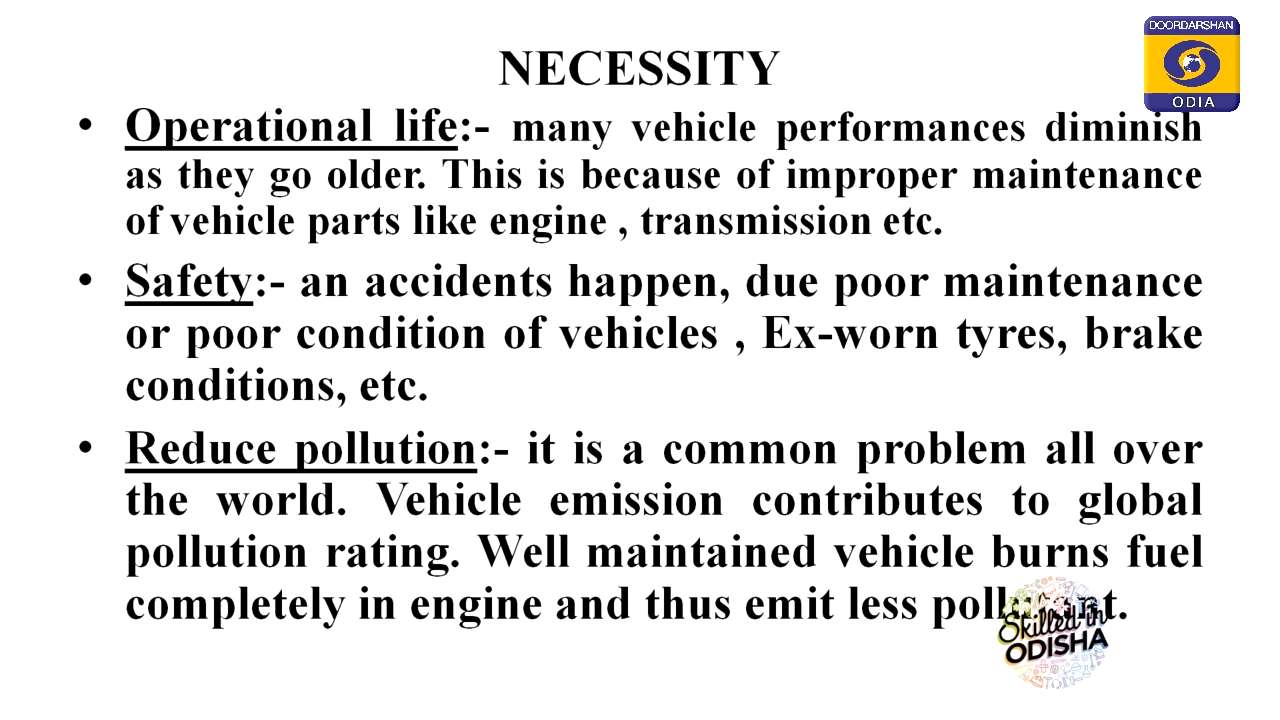 DOORDARSHAN
ODIA
NECESSITY
• Operational life:- many vehicle performances diminish
as they go older. This is because of improper maintenance
of vehicle parts like engine , transmission etc.
• Safety:- an accidents happen, due poor maintenance
or poor condition of vehicles , Ex-worn tyres, brake
conditions, etc.
• Reduce pollution:- it is a common problem all over
the world. Vehicle emission contributes to global
pollution rating. Well maintained vehicle burns fuel
completely in engine and thus emit less pollutant.
Skilled in
ODISHA